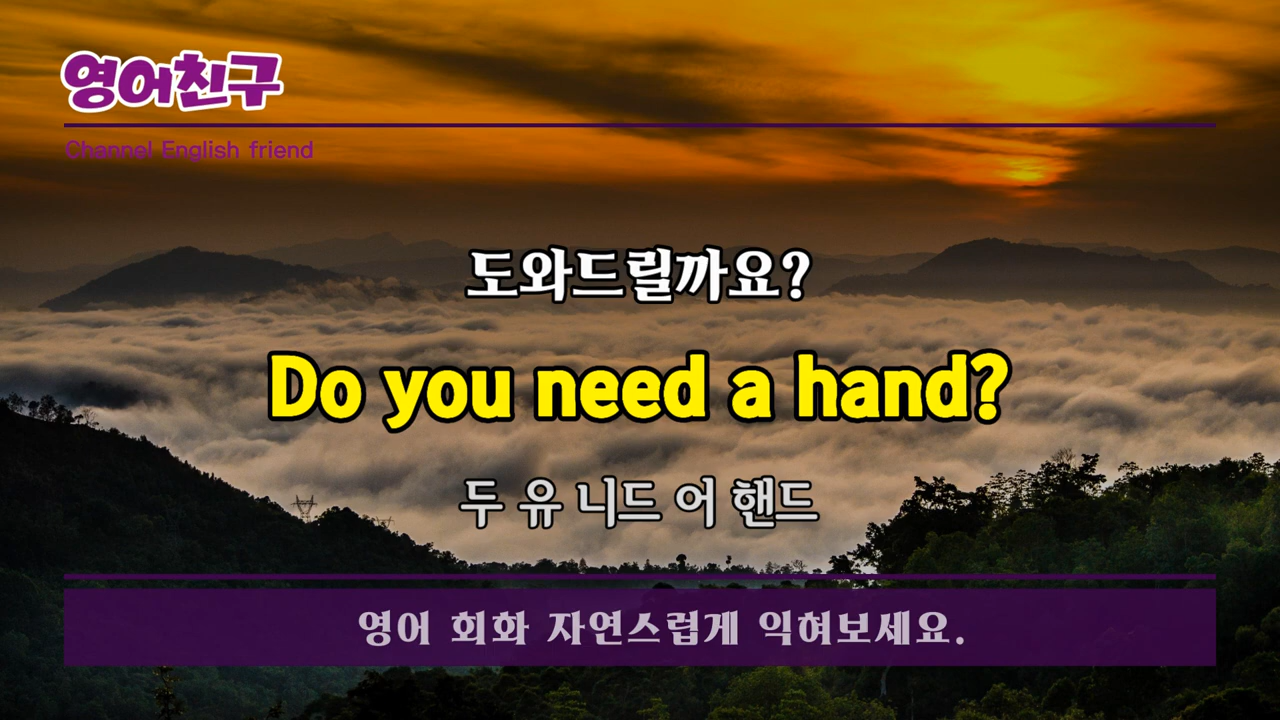 영어친구
Channel English friend
도와드릴까요?
Do you need a hand?
두 유 니드 어 핸드
영어 회화 자연스럽게 익혀보세요.